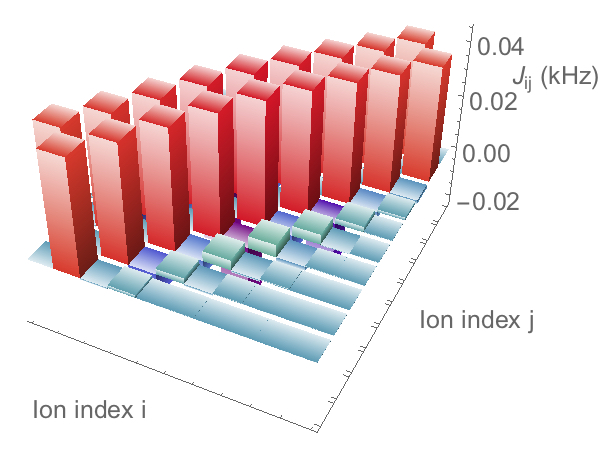 0.04
J_ij (kHz)
0.02
0.00
−0.02
Ion index j
Ion index i